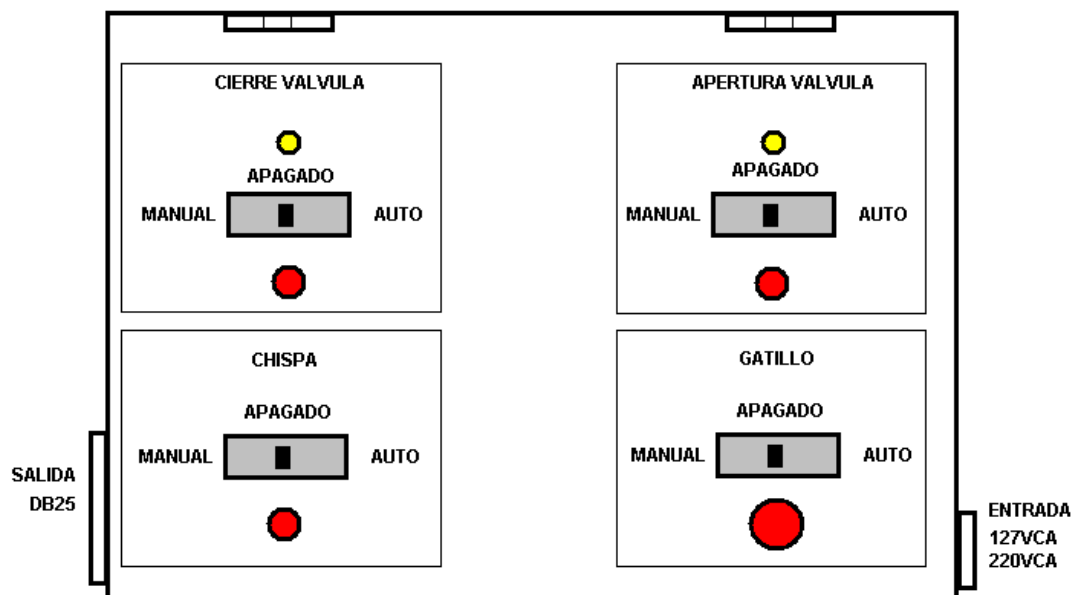 CIERRE VALVULA
APAGADO
MANUAL
AUTO
APERTURA VALVULA
APAGADO
MANUAL
AUTO
CHISPA
APAGADO
MANUAL
AUTO
GATILLO
APAGADO
MANUAL
AUTO
SALIDA
DB25
ENTRADA
127VCA
220VCA